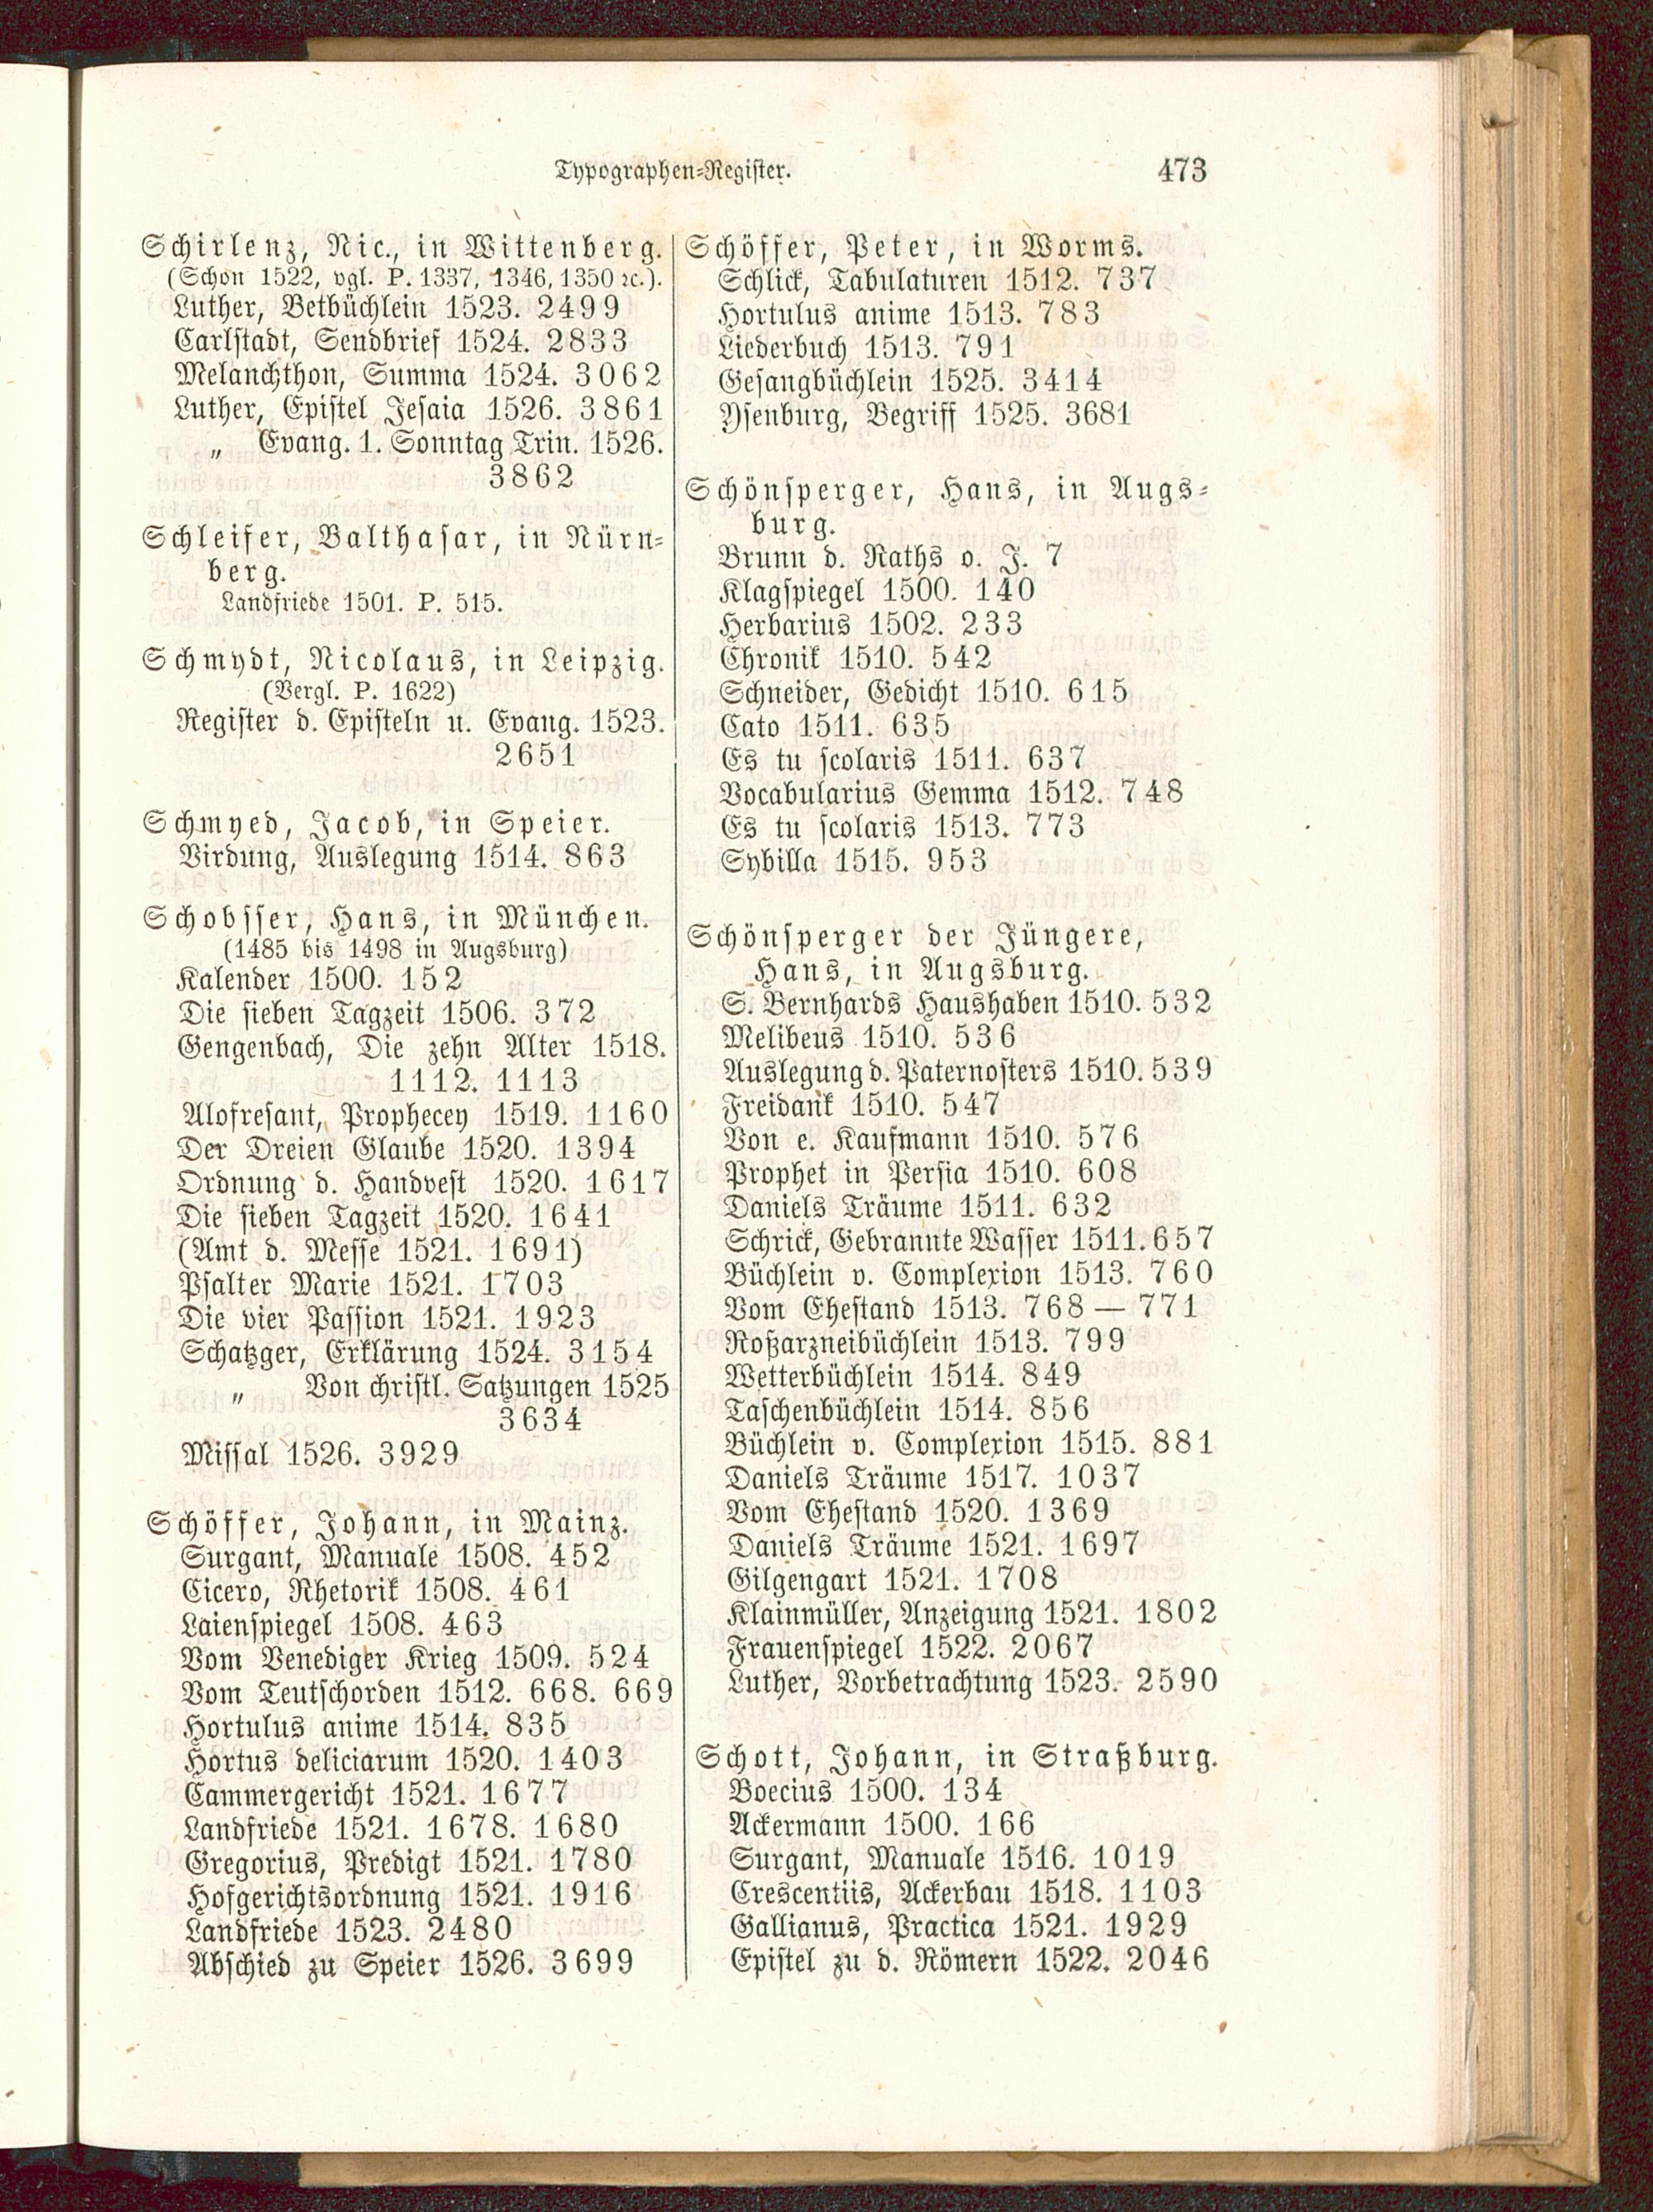 Typographen-Register. 473
Schirlenz, Nic., in Wittenberg.
(Schon 1522, vgl. P. 1337, 1346, 1350 ꝛc.).
Luther, Betbüchlein 1523. 2499
Carlstadt, Sendbrief 1524. 2833
Melanchthon, Summa 1524. 3062
Luther, Epistel Jesaia 1526. 3861
„ Evang. 1. Sonntag Trin. 1526.
3862
Schleifer, Balthasar, in Nürn-
berg.
Landfriede 1501. P. 515.
Schmydt, Nicolaus, in Leipzig.
(Vergl. P. 1622)
Register d. Episteln u. Evang. 1523.
2651
Schmyed, Jacob, in Speier.
Virdung, Auslegung 1514. 863
Schobsser, Hans, in München.
(1485 bis 1498 in Augsburg)
Kalender 1500. 152
Die sieben Tagzeit 1506. 372
Gengenbach, Die zehn Alter 1518.
1112. 1113
Alofresant, Prophecey 1519. 1160
Der Dreien Glaube 1520. 1394
Ordnung d. Handvest 1520. 1617
Die sieben Tagzeit 1520. 1641
(Amt d. Messe 1521. 1691)
Psalter Marie 1521. 1703
Die vier Passion 1521. 1923
Schatzger, Erklärung 1524. 3154
„ Von christl. Satzungen 1525
3634
Missal 1526. 3929
Schöffer, Johann, in Mainz.
Surgant, Manuale 1508. 452
Cicero, Rhetorik 1508. 461
Laienspiegel 1508. 463
Vom Venediger Krieg 1509. 524
Vom Teutschorden 1512. 668. 669
Hortulus anime 1514. 835
Hortus deliciarum 1520. 1403
Cammergericht 1521. 1677
Landfriede 1521. 1678. 1680
Gregorius, Predigt 1521. 1780
Hofgerichtsordnung 1521. 1916
Landfriede 1523. 2480
Abschied zu Speier 1526. 3699
Schöffer, Peter, in Worms.
Schlick, Tabulaturen 1512. 737
Hortulus anime 1513. 783
Liederbuch 1513. 791
Gesangbüchlein 1525. 3414
Ysenburg, Begriff 1525. 3681
Schönsperger, Hans, in Augs-
burg.
Brunn d. Raths o. J. 7
Klagspiegel 1500. 140
Herbarius 1502. 233
Chronik 1510. 542
Schneider, Gedicht 1510. 615
Cato 1511. 635
Es tu scolaris 1511. 637
Vocabularius Gemma 1512. 748
Es tu scolaris 1513. 773
Sybilla 1515. 953
Schönsperger der Jüngere,
Hans, in Augsburg.
S. Bernhards Haushaben 1510. 532
Melibeus 1510. 536
Auslegung d. Paternosters 1510. 539
Freidank 1510. 547
Von e. Kaufmann 1510. 576
Prophet in Persia 1510. 608
Daniels Träume 1511. 632
Schrick, Gebrannte Wasser 1511. 657
Büchlein v. Complexion 1513. 760
Vom Ehestand 1513. 768 — 771
Roßarzneibüchlein 1513. 799
Wetterbüchlein 1514. 849
Taschenbüchlein 1514. 856
Büchlein v. Complexion 1515. 881
Daniels Träume 1517. 1037
Vom Ehestand 1520. 1369
Daniels Träume 1521. 1697
Gilgengart 1521. 1708
Klainmüller, Anzeigung 1521. 1802
Frauenspiegel 1522. 2067
Luther, Vorbetrachtung 1523. 2590
Schott, Johann, in Straßburg.
Boecius 1500. 134
Ackermann 1500. 166
Surgant, Manuale 1516. 1019
Crescentiis, Ackerbau 1518. 1103
Gallianus, Practica 1521. 1929
Epistel zu d. Römern 1522. 2046